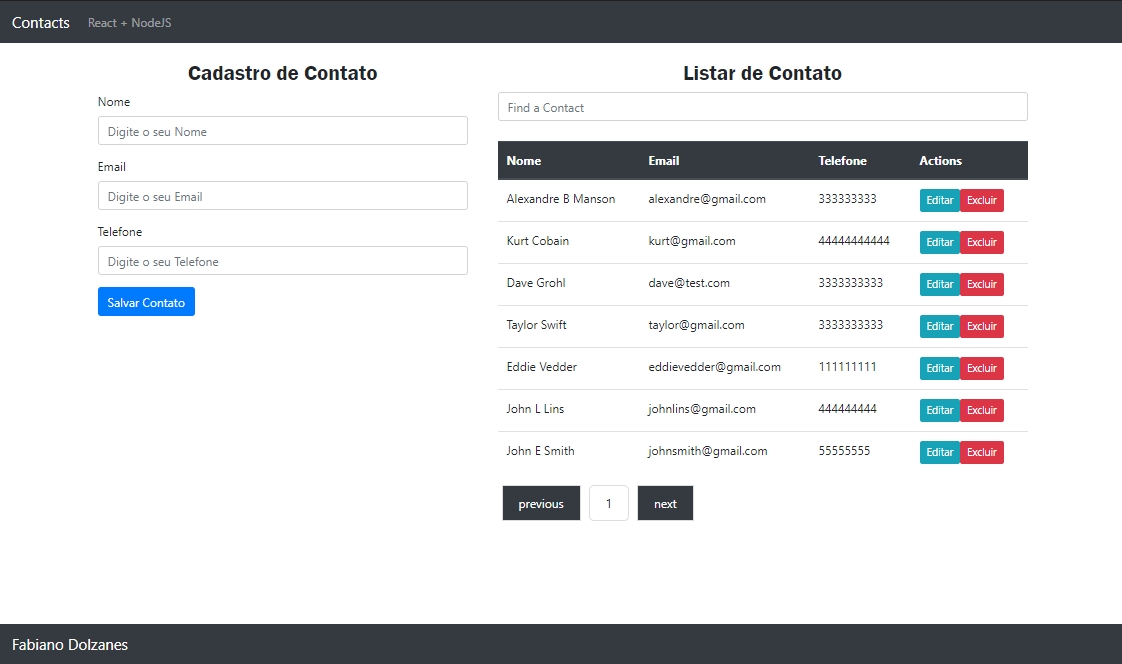 Contacts React + NodeJS
Cadastro de Contato
Nome
Digite o seu Nome
Email
Digite o seu Email
Telefone
Digite o seu Telefone
Salvar Contato
Listar de Contato
Find a Contact
Nome Email Telefone Actions
Alexandre B Manson alexandre@gmail.com 333333333 Editar Excluir
Kurt Cobain kurt@gmail.com 44444444444 Editar Excluir
Dave Grohl dave@test.com 3333333333 Editar Excluir
Taylor Swift taylor@gmail.com 3333333333 Editar Excluir
Eddie Vedder eddievedder@gmail.com 111111111 Editar Excluir
John L Lins johnlins@gmail.com 444444444 Editar Excluir
John E Smith johnsmith@gmail.com 55555555 Editar Excluir
previous 1 next
Fabiano Dolzanes